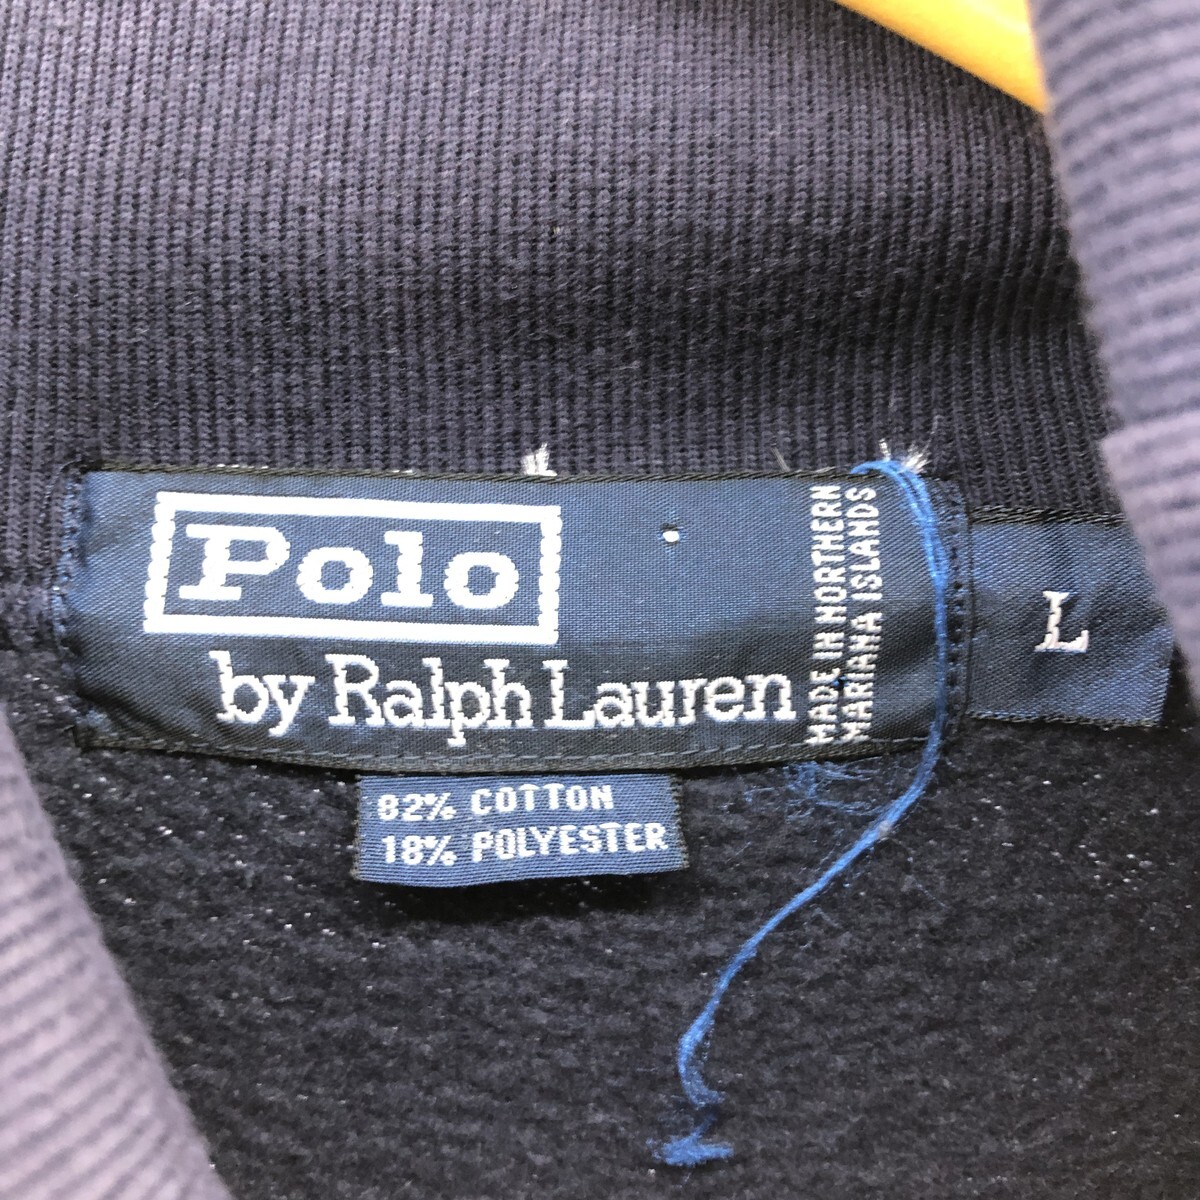 Polo
by Ralph Lauren
MADE IN NORTHERN
MARIANA ISLANDS
L
82% COTTON
18% POLYESTER